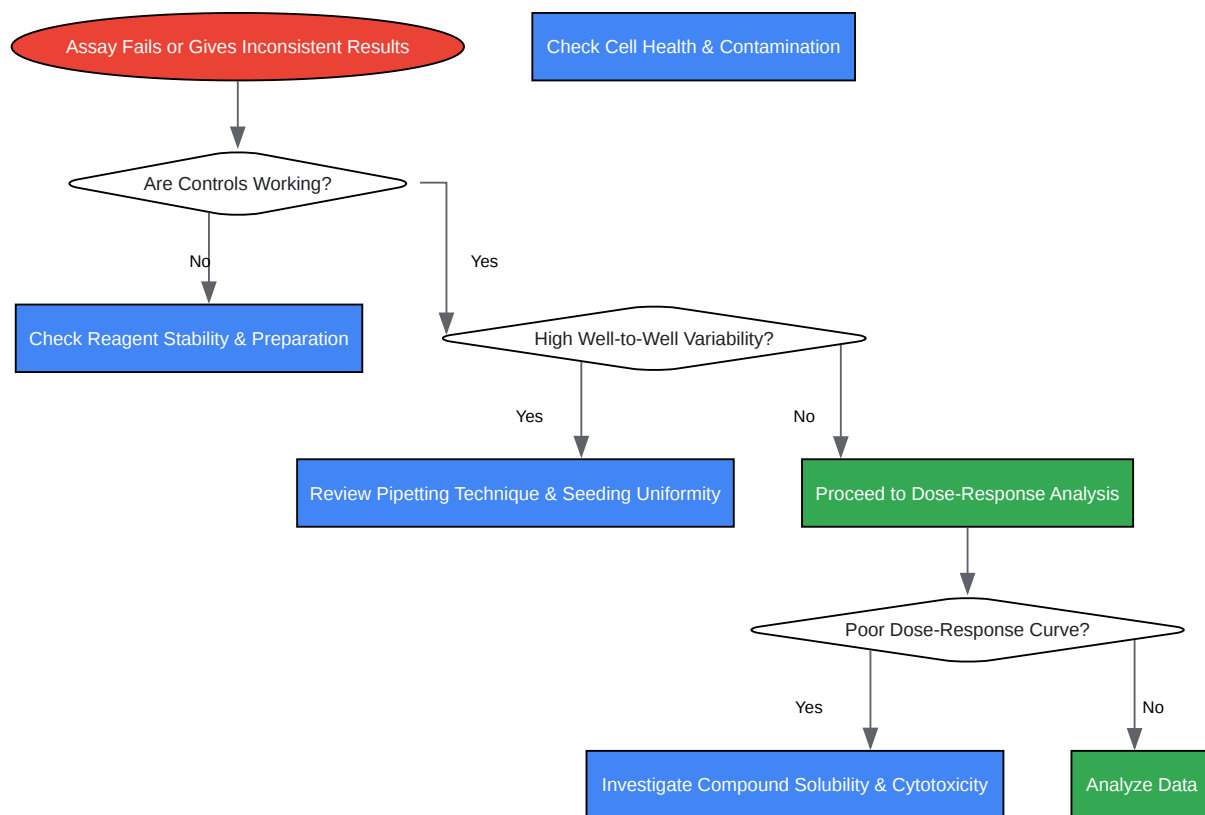 Assay Fails or Gives Inconsistent Results
Check Cell Health & Contamination
Are Controls Working?
No
Yes
Check Reagent Stability & Preparation
High Well-to-Well Variability?
Yes
No
Review Pipetting Technique & Seeding Uniformity
Proceed to Dose-Response Analysis
Poor Dose-Response Curve?
Yes
No
Investigate Compound Solubility & Cytotoxicity
Analyze Data